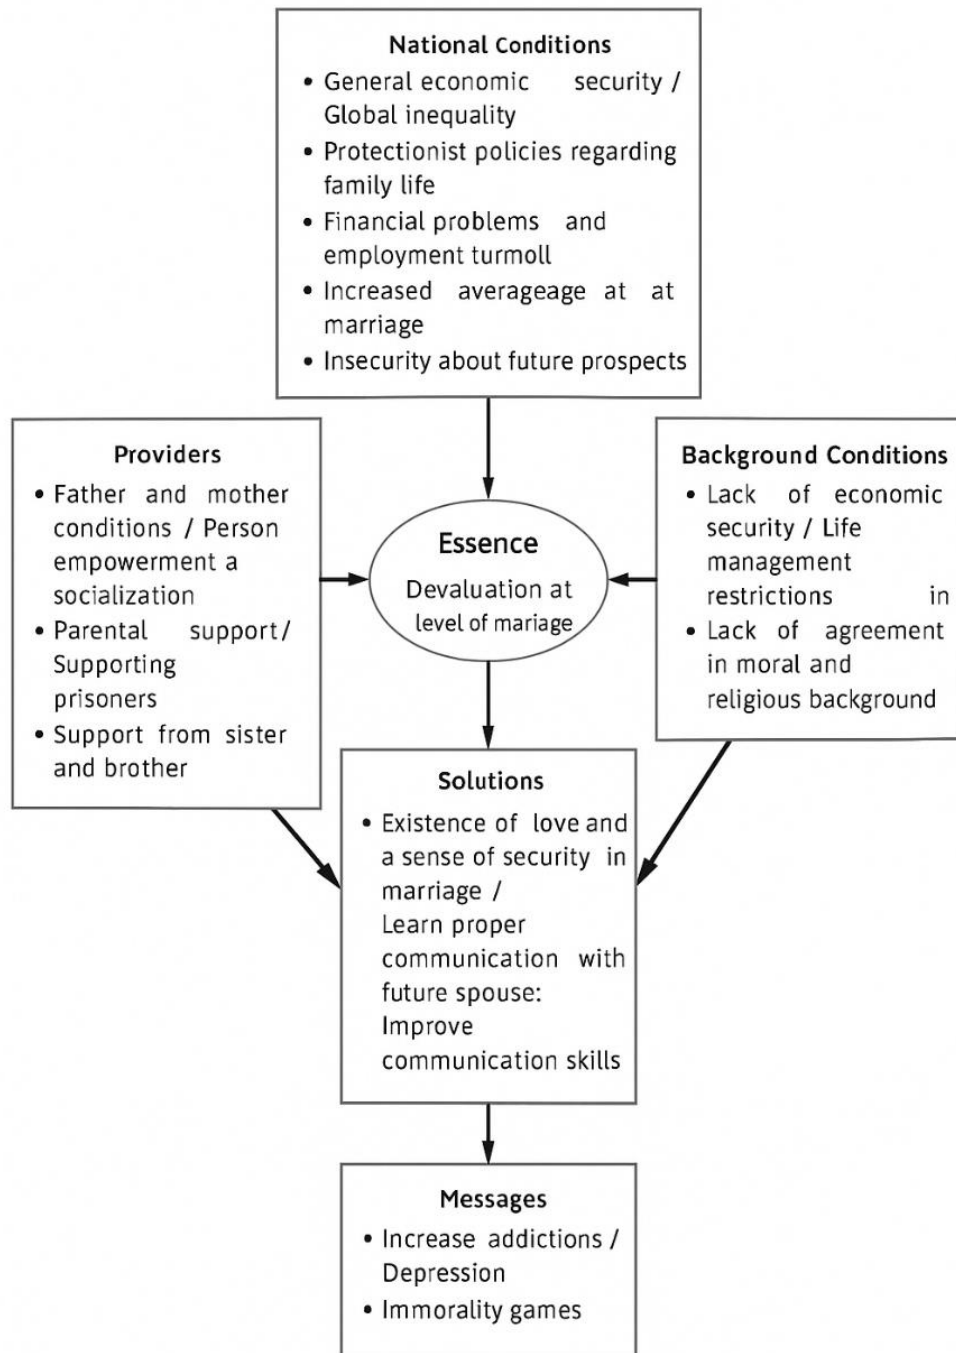 National Conditions
• General economic security /
Global inequality
• Protectionist policies regarding
family life
• Financial problems and
employment turmoll
• Increased averageage at at
marriage
• Insecurity about future prospects
Providers
• Father and mother
conditions / Person
empowerment a
socialization
• Parental support /
Supporting
prisoners
• Support from sister
and brother
Essence
Devaluation at
level of mariage
Background Conditions
• Lack of economic
security / Life
management
restrictions in
• Lack of agreement
in moral and
religious background
Solutions
• Existence of love and
a sense of security in
marriage /
Learn proper
communication with
future spouse:
Improve
communication skills
Messages
• Increase addictions /
Depression
• Immorality games